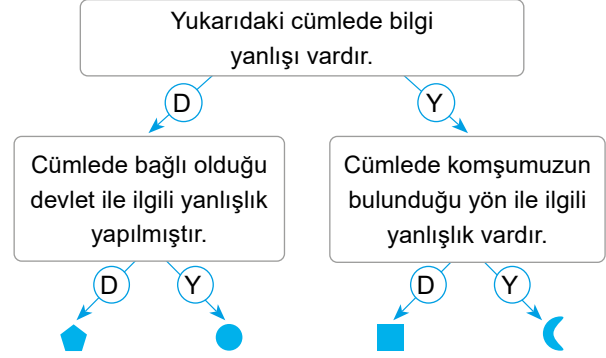 Yukarıdaki cümlede bilgi
yanlışı vardır.
D
Y
Cümlede bağlı olduğu
devlet ile ilgili yanlışlık
yapılmıştır.
Cümlede komşumuzun
bulunduğu yön ile ilgili
yanlışlık vardır.
D
Y
D
Y